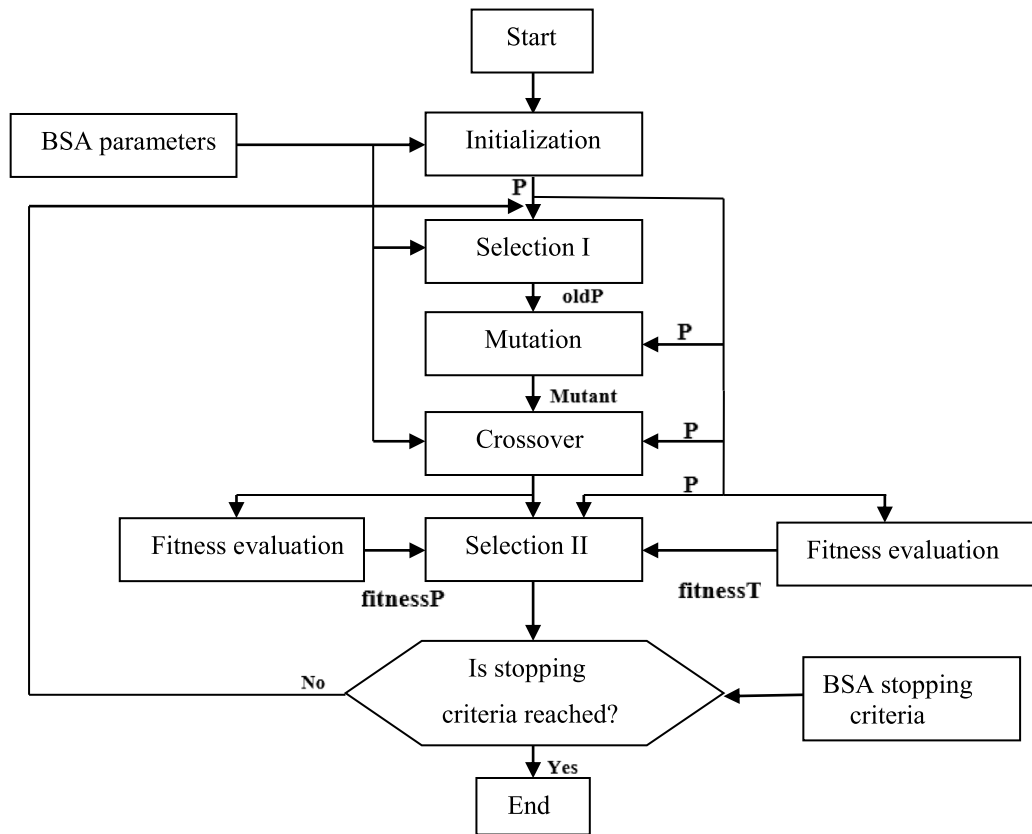 Start
BSA parameters
Initialization
P
Selection I
oldP
Mutation
P
Mutant
Crossover
P
P
Fitness evaluation
Selection II
Fitness evaluation
fitnessP
fitnessT
Is stopping
criteria reached?
No
BSA stopping
criteria
Yes
End